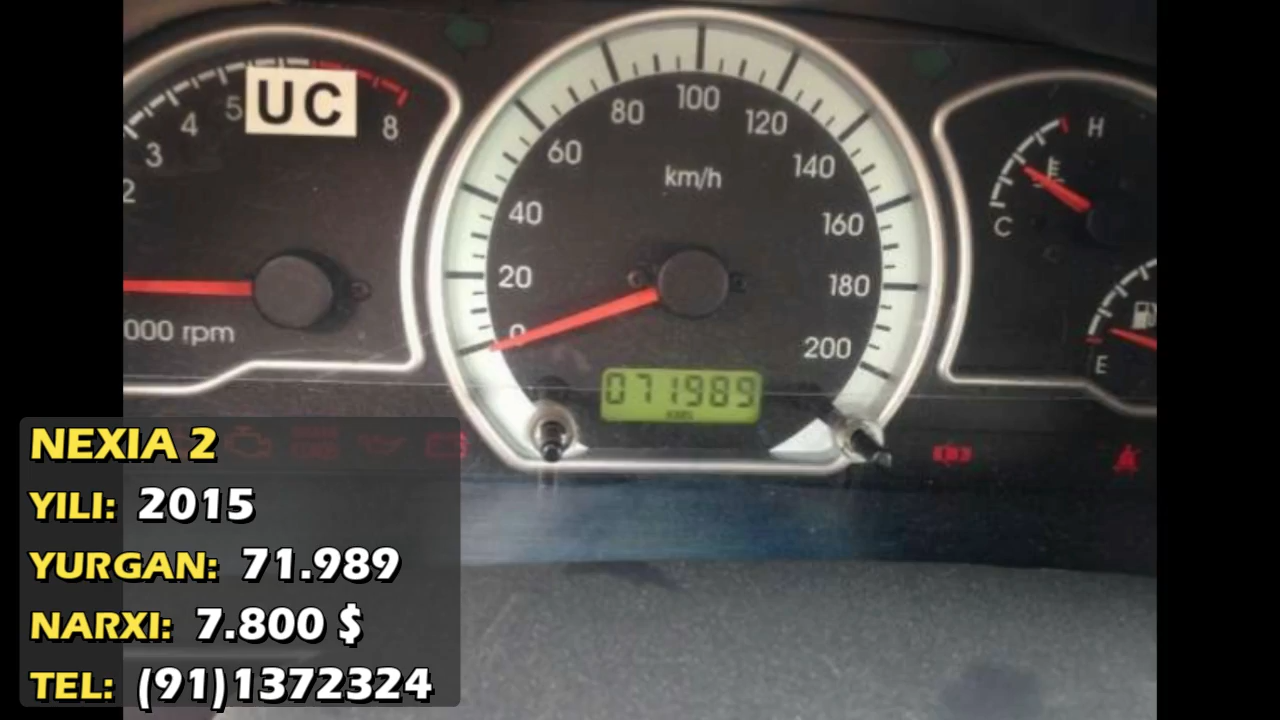 UC
2
3
4
5
8
000 rpm
0
20
40
60
80
100
120
140
160
180
200
km/h
071989
H
C
E
NEXIA 2
YILI: 2015
YURGAN: 71.989
NARXI: 7.800 $
TEL: (91)1372324